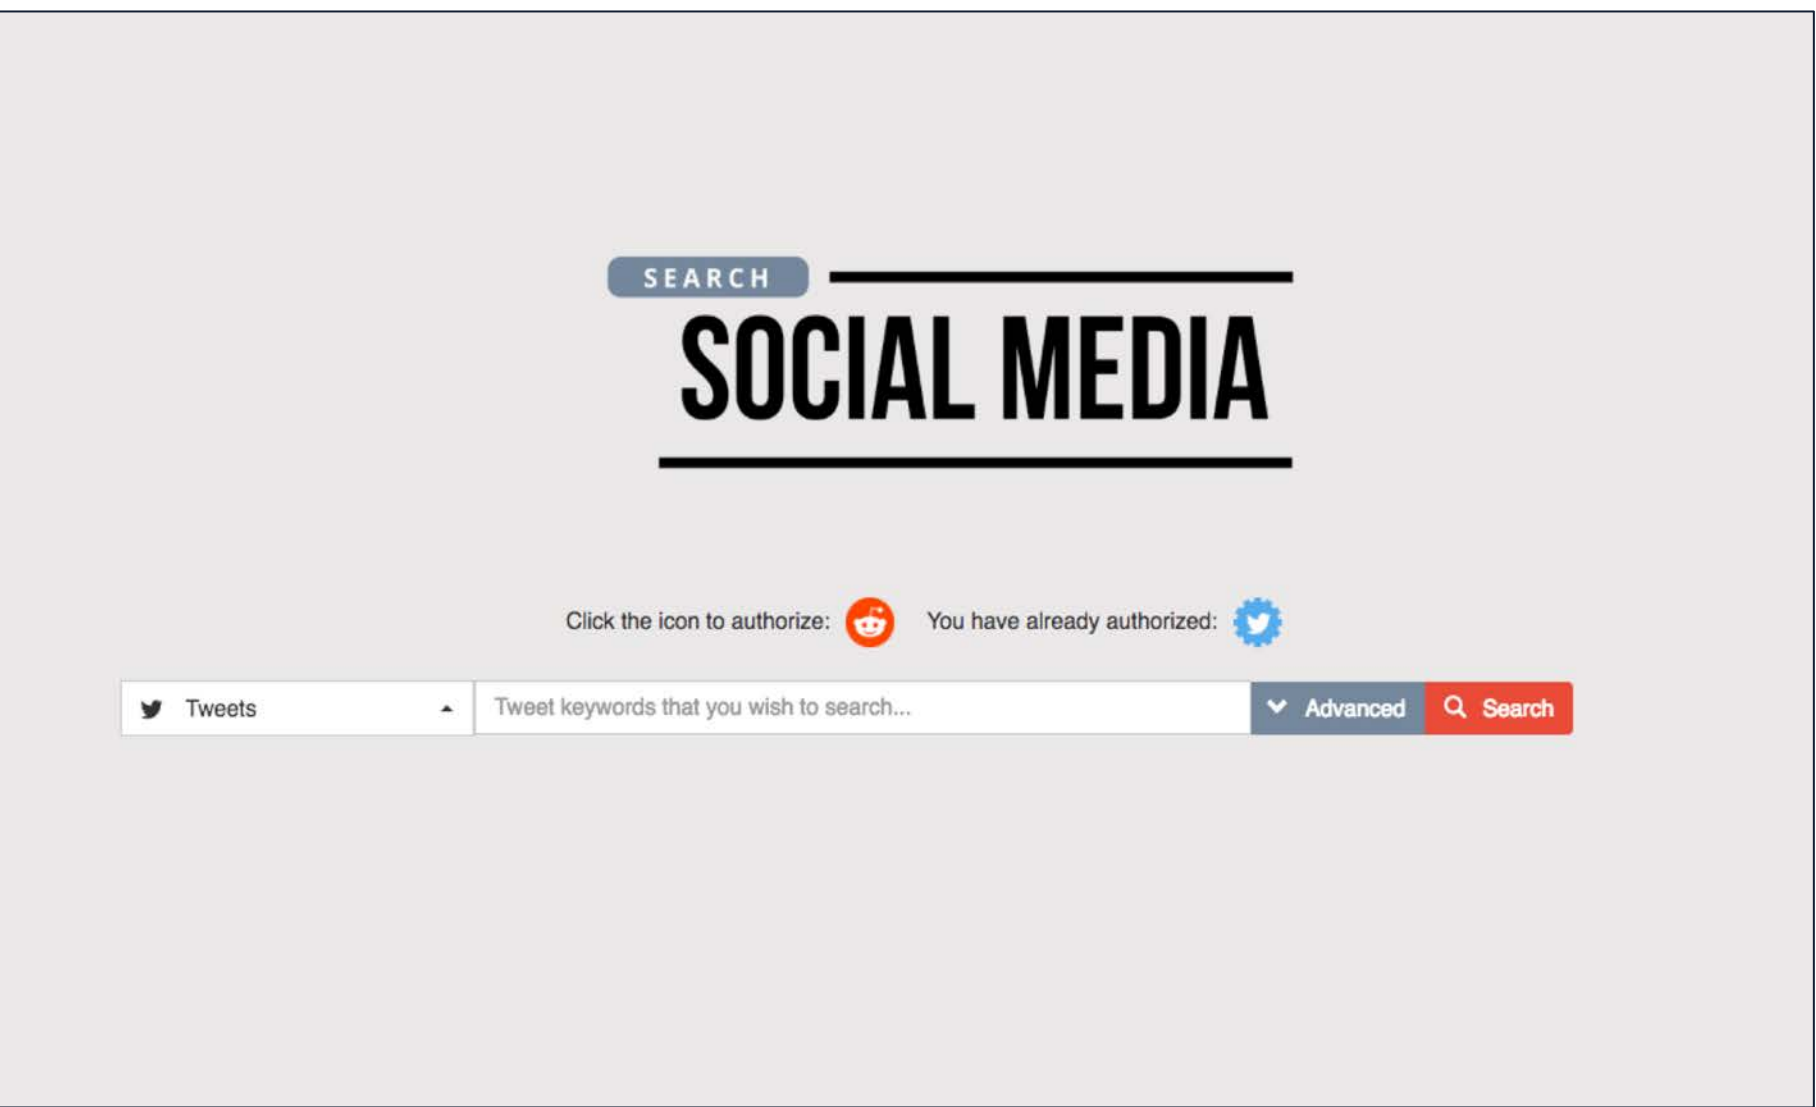 SEARCH
SOCIAL MEDIA
Click the icon to authorize: You have already authorized:
Tweets Tweet keywords that you wish to search... Advanced Search